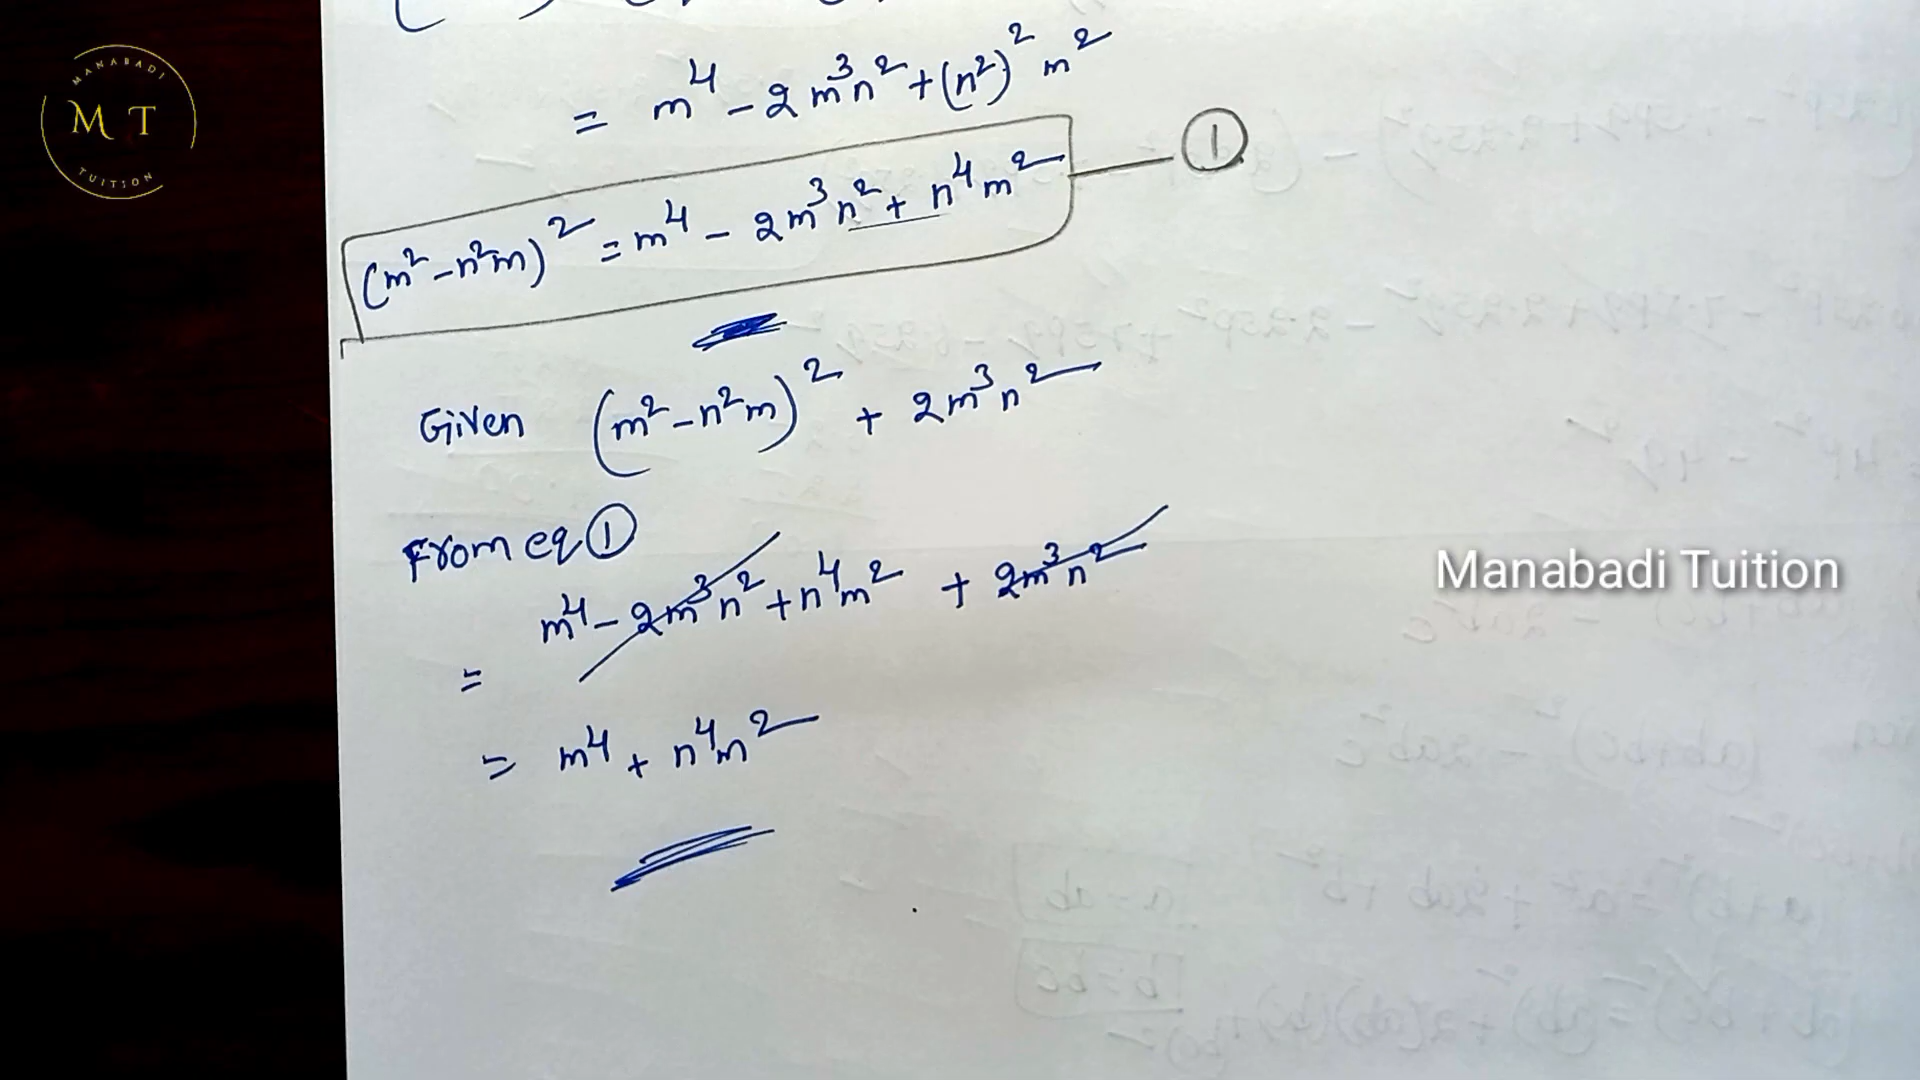 MANABADI
M T
TUITION
= m⁴ - 2m³n² + (n²)² m²
(m² - n²m)² = m⁴ - 2m³n² + n⁴m² — ①
Given (m² - n²m)² + 2m³n²
From eq ①
= m⁴ - 2m³n² + n⁴m² + 2m³n²
= m⁴ + n⁴m²
Manabadi Tuition